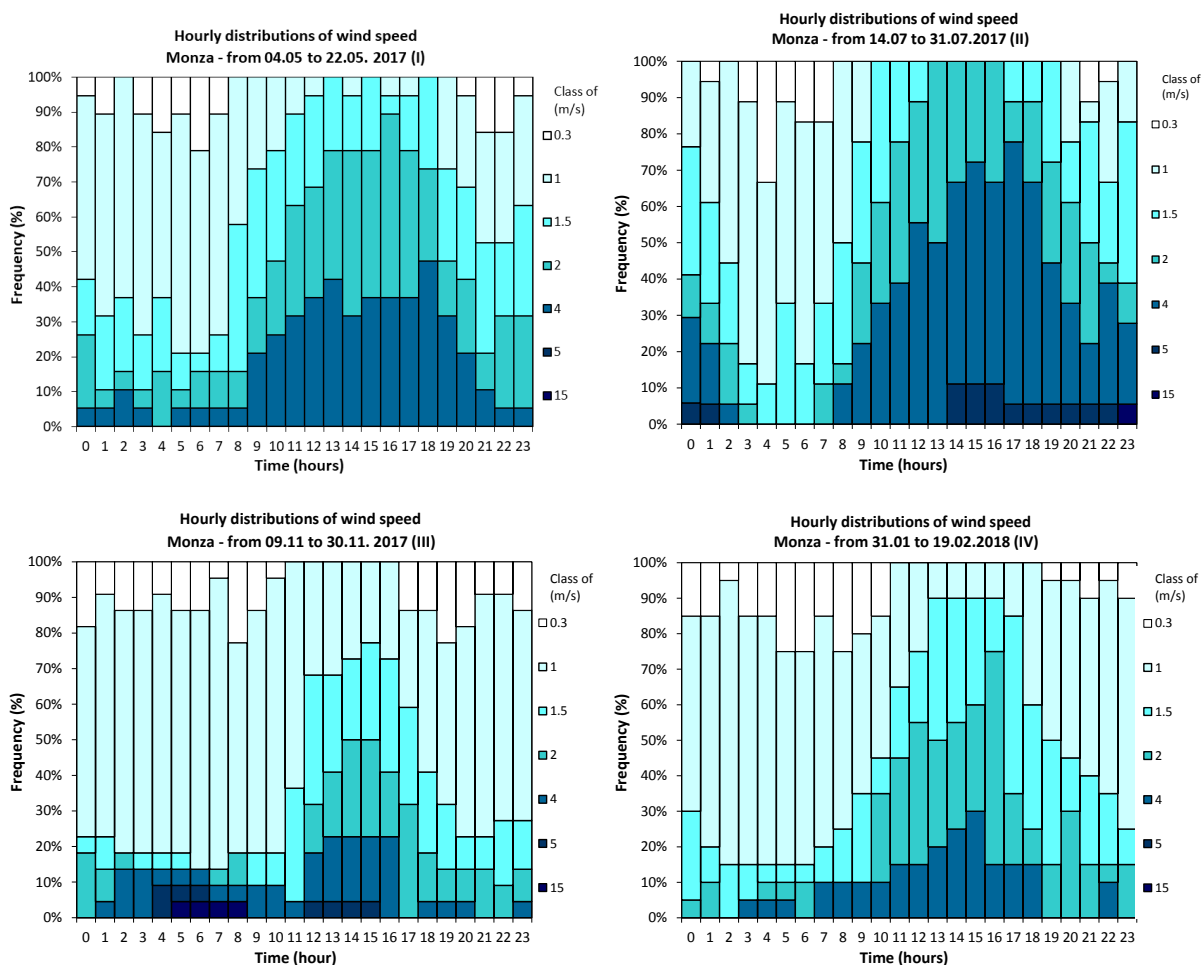 Hourly distributions of wind speed
Monza - from 04.05 to 22.05. 2017 (I)
100%
90%
80%
70%
60%
50%
40%
30%
20%
10%
0%
Frequency (%)
0 1 2 3 4 5 6 7 8 9 10 11 12 13 14 15 16 17 18 19 20 21 22 23
Time (hours)
Class of
(m/s)
0.3
1
1.5
2
4
5
15
Hourly distributions of wind speed
Monza - from 14.07 to 31.07.2017 (II)
100%
90%
80%
70%
60%
50%
40%
30%
20%
10%
0%
Frequency (%)
0 1 2 3 4 5 6 7 8 9 10 11 12 13 14 15 16 17 18 19 20 21 22 23
Time (hours)
Class of
(m/s)
0.3
1
1.5
2
4
5
15
Hourly distributions of wind speed
Monza - from 09.11 to 30.11. 2017 (III)
100%
90%
80%
70%
60%
50%
40%
30%
20%
10%
0%
Frequency (%)
0 1 2 3 4 5 6 7 8 9 10 11 12 13 14 15 16 17 18 19 20 21 22 23
Time (hour)
Class of
(m/s)
0.3
1
1.5
2
4
5
15
Hourly distributions of wind speed
Monza - from 31.01 to 19.02.2018 (IV)
100%
90%
80%
70%
60%
50%
40%
30%
20%
10%
0%
Frequency (%)
0 1 2 3 4 5 6 7 8 9 10 11 12 13 14 15 16 17 18 19 20 21 22 23
Time (hours)
Class of
(m/s)
0.3
1
1.5
2
4
5
15